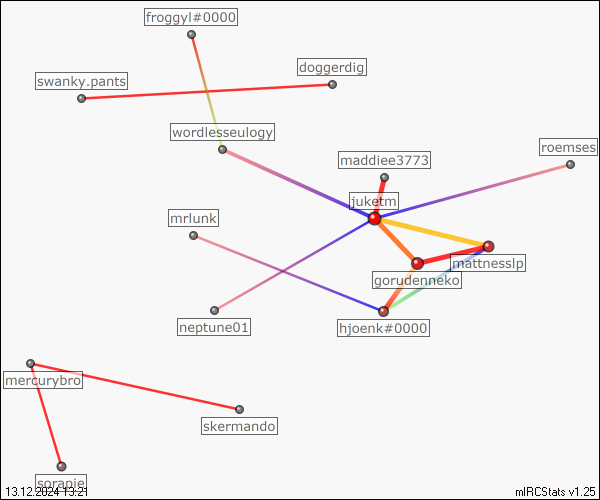 froggyl#0000
doggerdig
swanky.pants
wordlesseulogy
roemses
maddiee3773
juketm
mrlunk
mattnesslp
gorudenneko
neptune01
hjoenk#0000
mercurybro
skermando
sorapie
13.12.2024 13:21
mIRCStats v1.25